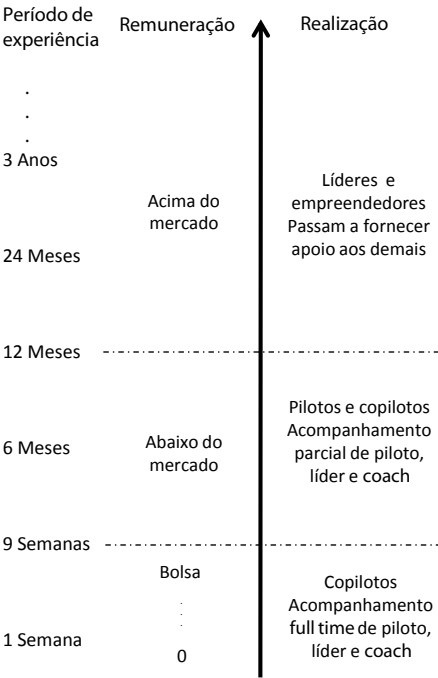 Período de
experiência
Remuneração
Realização
.
.
.
3 Anos
Acima do
mercado
Líderes e
empreendedores
Passam a fornecer
apoio aos demais
24 Meses
12 Meses
Pilotos e copilotos
Acompanhamento
parcial de piloto,
líder e coach
6 Meses
Abaixo do
mercado
9 Semanas
Bolsa
.
.
.
0
Copilotos
Acompanhamento
full time de piloto,
líder e coach
1 Semana